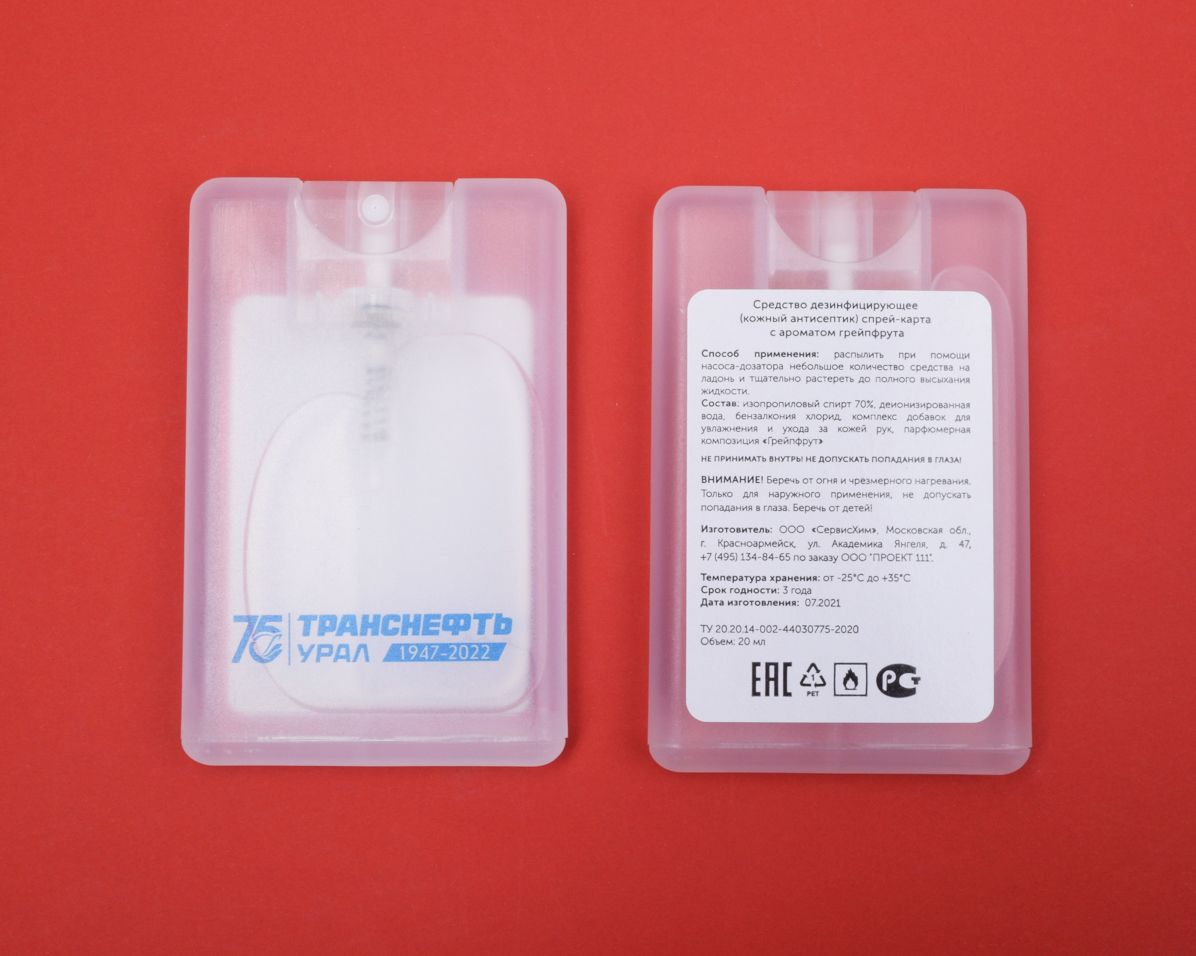 75 ТРАНСНЕФТЬ
УРАЛ 1947-2022
Средство дезинфицирующее
(кожный антисептик) спрей-карта
с ароматом грейпфрута
Способ применения: распылить при помощи
насоса-дозатора небольшое количество средства на
ладонь и тщательно растереть до полного высыхания
жидкости.
Состав: изопропиловый спирт 70%, деионизированная
вода, бензалкония хлорид, комплекс добавок для
увлажнения и ухода за кожей рук, парфюмерная
композиция «Грейпфрут»
НЕ ПРИНИМАТЬ ВНУТРЬ! НЕ ДОПУСКАТЬ ПОПАДАНИЯ В ГЛАЗА!
ВНИМАНИЕ! Беречь от огня и чрезмерного нагревания.
Только для наружного применения, не допускать
попадания в глаза. Беречь от детей!
Изготовитель: ООО «СервисХим», Московская обл.,
г. Красноармейск, ул. Академика Янгеля, д. 47,
+7 (495) 134-84-65 по заказу ООО "ПРОЕКТ 111".
Температура хранения: от -25°С до +35°С
Срок годности: 3 года
Дата изготовления: 07.2021
ТУ 20.20.14-002-44030775-2020
Объем: 20 мл
ЕАС 1 PET РСТ